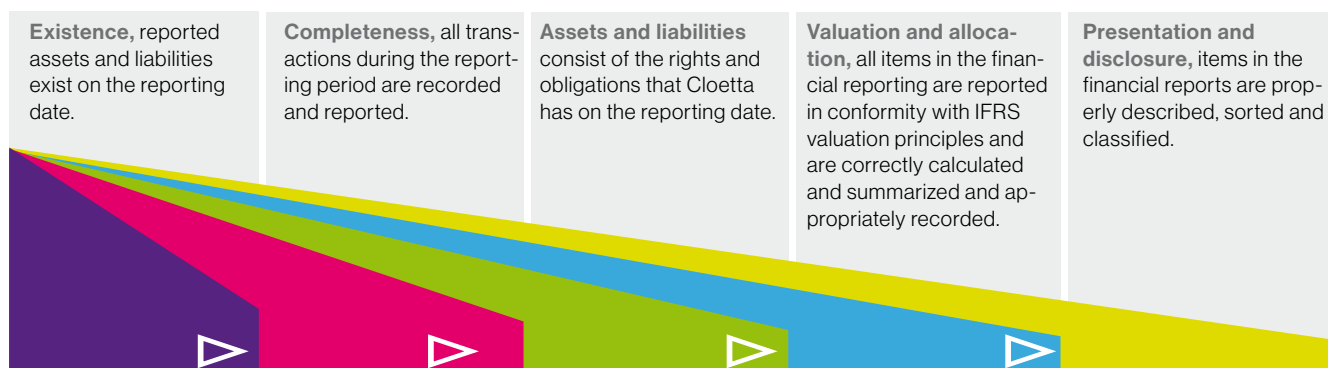 Existence, reported
assets and liabilities
exist on the reporting
date.
Completeness, all trans-
actions during the report-
ing period are recorded
and reported.
Assets and liabilities
consist of the rights and
obligations that Cloetta
has on the reporting date.
Valuation and alloca-
tion, all items in the finan-
cial reporting are reported
in conformity with IFRS
valuation principles and
are correctly calculated
and summarized and ap-
propriately recorded.
Presentation and
disclosure, items in the
financial reports are prop-
erly described, sorted and
classified.